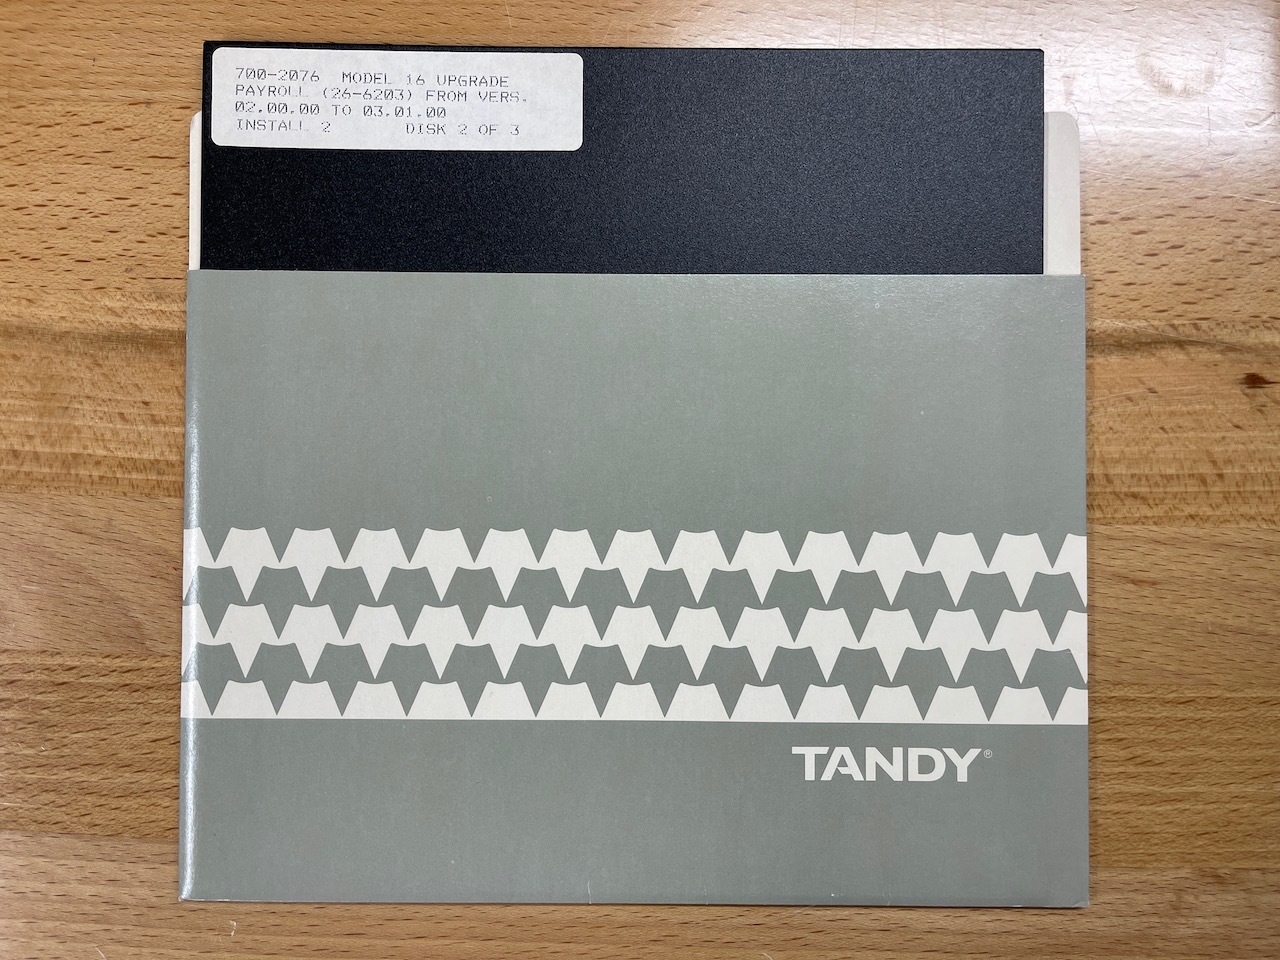 700-2076 MODEL 16 UPGRADE
PAYROLL (26-6203) FROM VERS.
02.00.00 TO 03.01.00
INSTALL 2 DISK 2 OF 3
TANDY®